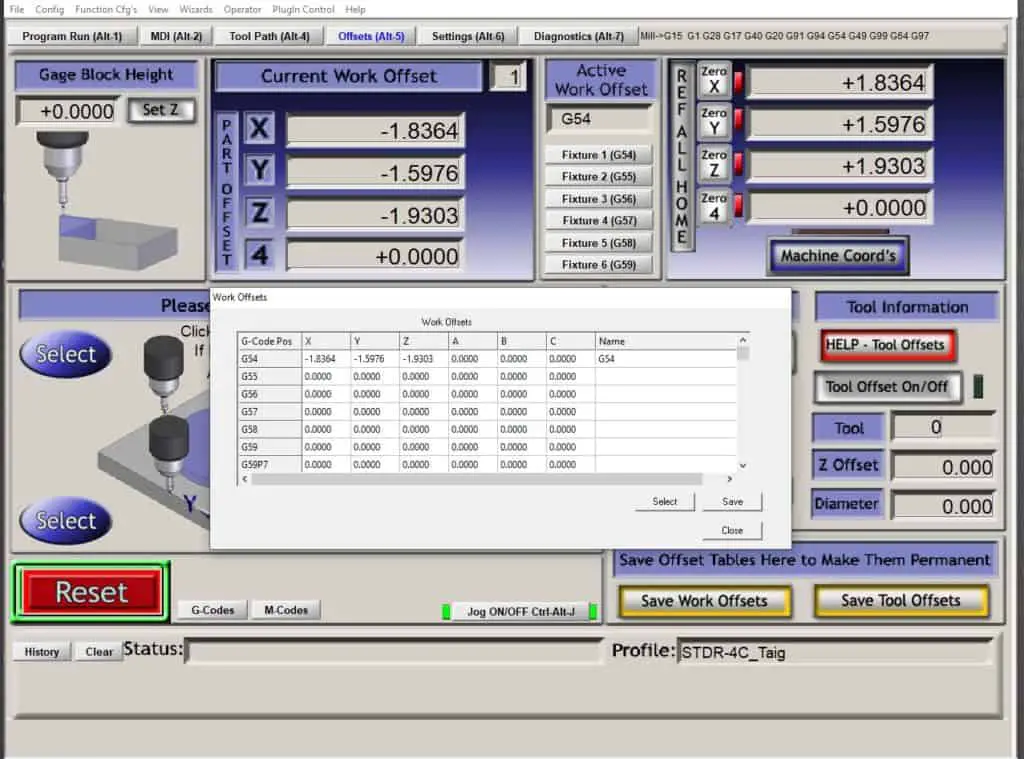 File Config Function Cfg's View Wizards Operator PlugIn Control Help
Program Run (Alt-1) MDI (Alt-2) Tool Path (Alt-4) Offsets (Alt-5) Settings (Alt-6) Diagnostics (Alt-7) Mill->G15 G1 G28 G17 G40 G20 G91 G94 G54 G49 G99 G64 G97
Gage Block Height
+0.0000 Set Z
Current Work Offset 1
PART OFFSET
X -1.8364
Y -1.5976
Z -1.9303
4 +0.0000
Active
Work Offset
G54
Fixture 1 (G54)
Fixture 2 (G55)
Fixture 3 (G56)
Fixture 4 (G57)
Fixture 5 (G58)
Fixture 6 (G59)
REF ALL HOME
Zero X +1.8364
Zero Y +1.5976
Zero Z +1.9303
Zero 4 +0.0000
Machine Coord's
Please
Select
Click
If
Select
Y
Work Offsets
Work Offsets
G-Code Pos X Y Z A B C Name
G54 -1.8364 -1.5976 -1.9303 0.0000 0.0000 0.0000 G54
G55 0.0000 0.0000 0.0000 0.0000 0.0000 0.0000
G56 0.0000 0.0000 0.0000 0.0000 0.0000 0.0000
G57 0.0000 0.0000 0.0000 0.0000 0.0000 0.0000
G58 0.0000 0.0000 0.0000 0.0000 0.0000 0.0000
G59 0.0000 0.0000 0.0000 0.0000 0.0000 0.0000
G59P7 0.0000 0.0000 0.0000 0.0000 0.0000 0.0000
Select Save
Close
Tool Information
HELP - Tool Offsets
Tool Offset On/Off
Tool 0
Z Offset 0.000
Diameter 0.000
Reset
G-Codes M-Codes
Jog ON/OFF Ctrl-Alt-J
Save Offset Tables Here to Make Them Permanent
Save Work Offsets Save Tool Offsets
History Clear Status:
Profile: STDR-4C_Taig